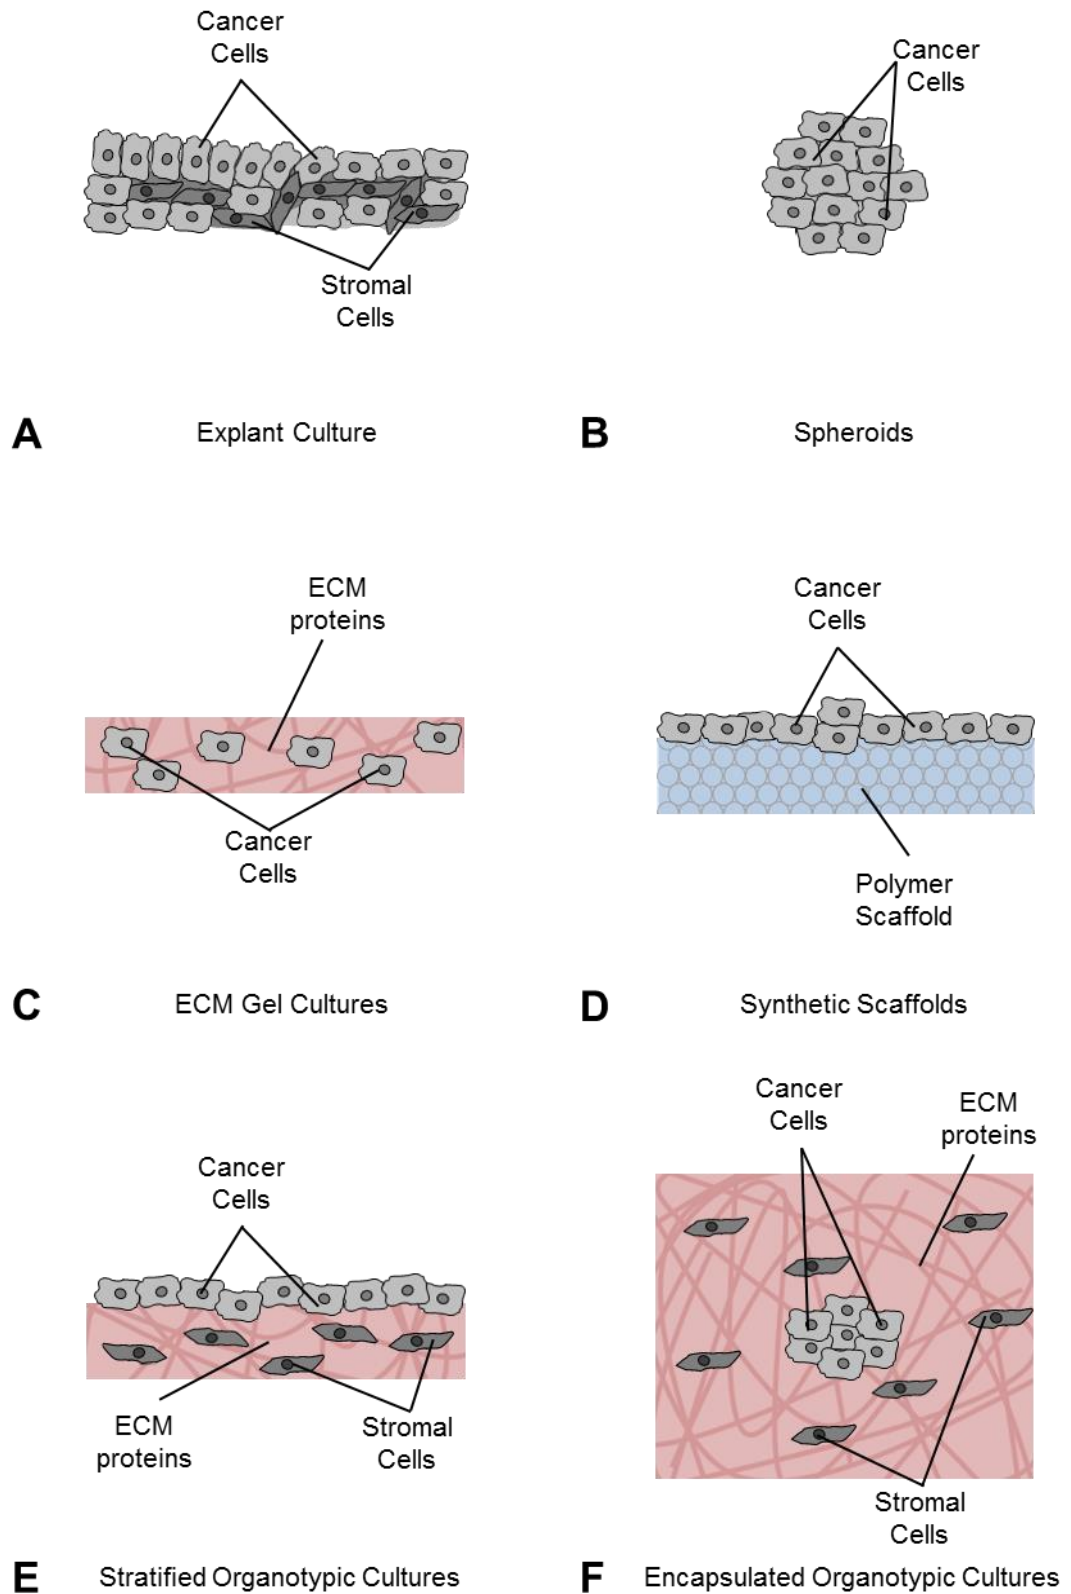 Cancer
Cells
Cancer
Cells
Stromal
Cells
A
Explant Culture
B
Spheroids
ECM
proteins
Cancer
Cells
Cancer
Cells
Polymer
Scaffold
C
ECM Gel Cultures
D
Synthetic Scaffolds
Cancer
Cells
ECM
proteins
Cancer
Cells
ECM
proteins
Stromal
Cells
Stromal
Cells
E
Stratified Organotypic Cultures
F
Encapsulated Organotypic Cultures